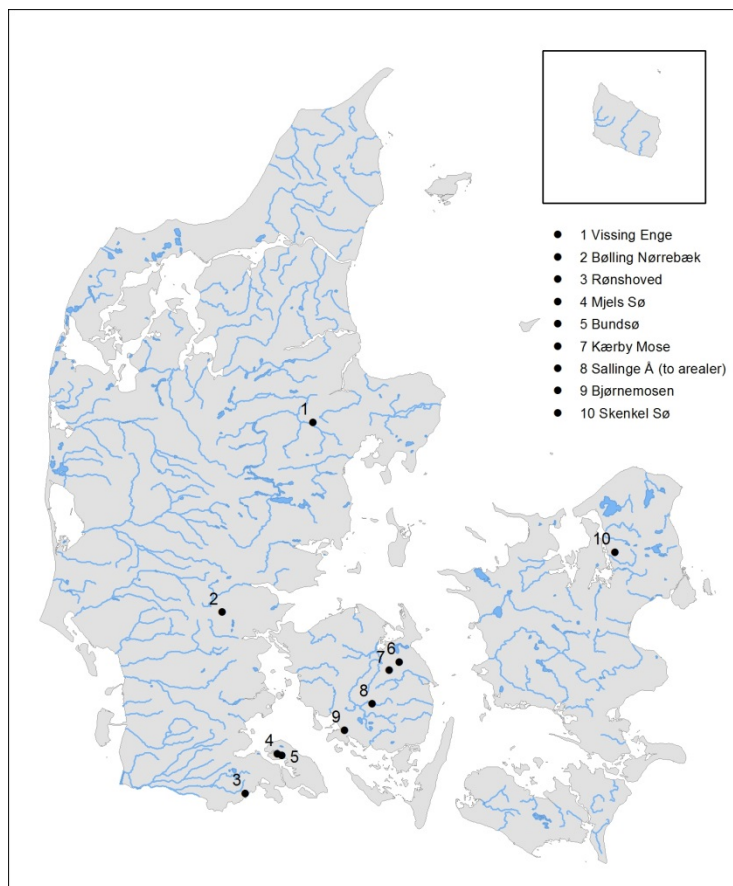 1 Vissing Enge
2 Bølling Nørrebæk
3 Rønshoved
4 Mjels Sø
5 Bundsø
7 Kærby Mose
8 Sallinge Å (to arealer)
9 Bjørnemosen
10 Skenkel Sø
1
10
2
6
7
8
9
4
5
3